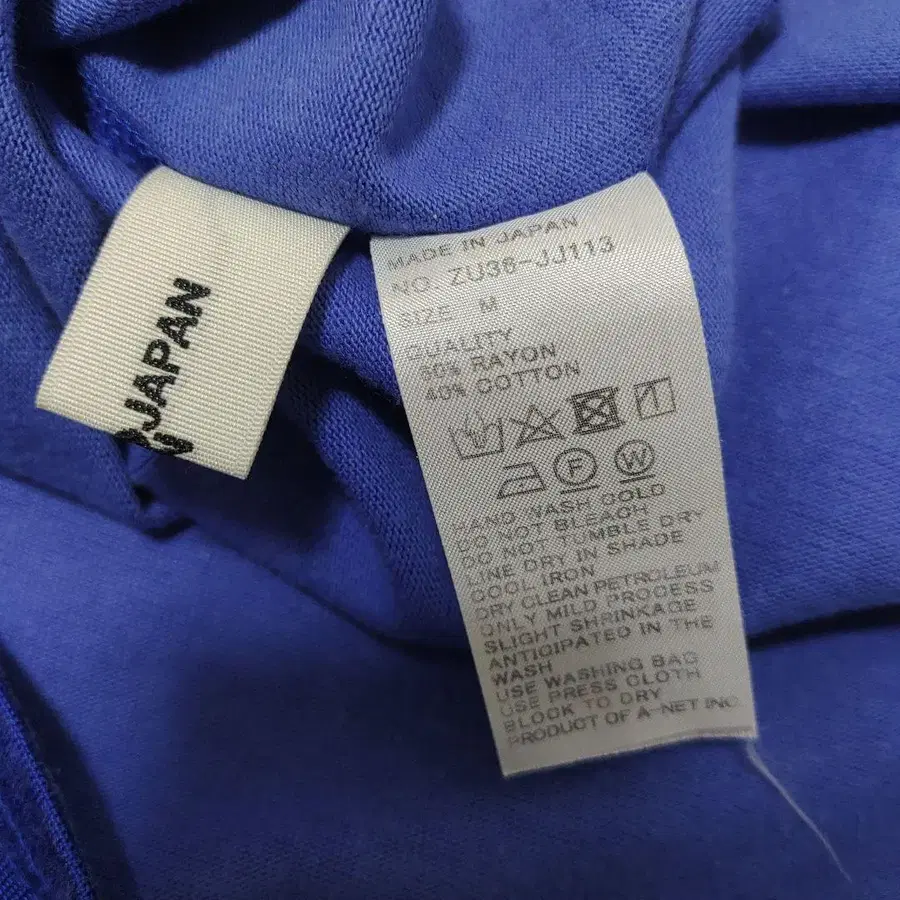 JAPAN
MADE IN JAPAN
NO. ZU36-JJ113
SIZE M
QUALITY
60% RAYON
40% COTTON
F
W
HAND WASH COLD
DO NOT BLEACH
DO NOT TUMBLE DRY
LINE DRY IN SHADE
COOL IRON
DRY CLEAN PETROLEUM
ONLY MILD PROCESS
SLIGHT SHRINKAGE
ANTICIPATED IN THE
WASH
USE WASHING BAG
USE PRESS CLOTH
BLOCK TO DRY
PRODUCT OF A-NET INC.